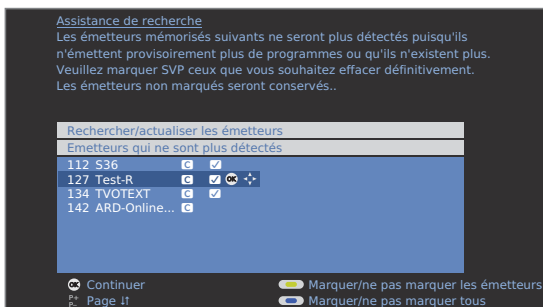 Assistance de recherche
Les émetteurs mémorisés suivants ne seront plus détectés puisqu'ils
n'émettent provisoirement plus de programmes ou qu'ils n'existent plus.
Veuillez marquer SVP ceux que vous souhaitez effacer définitivement.
Les émetteurs non marqués seront conservés..
Rechercher/actualiser les émetteurs
Emetteurs qui ne sont plus détectés
112 S36 C
127 Test-R C OK
134 TVOTEXT C
142 ARD-Online... C
OK Continuer
Marquer/ne pas marquer les émetteurs
P+ P- Page
Marquer/ne pas marquer tous